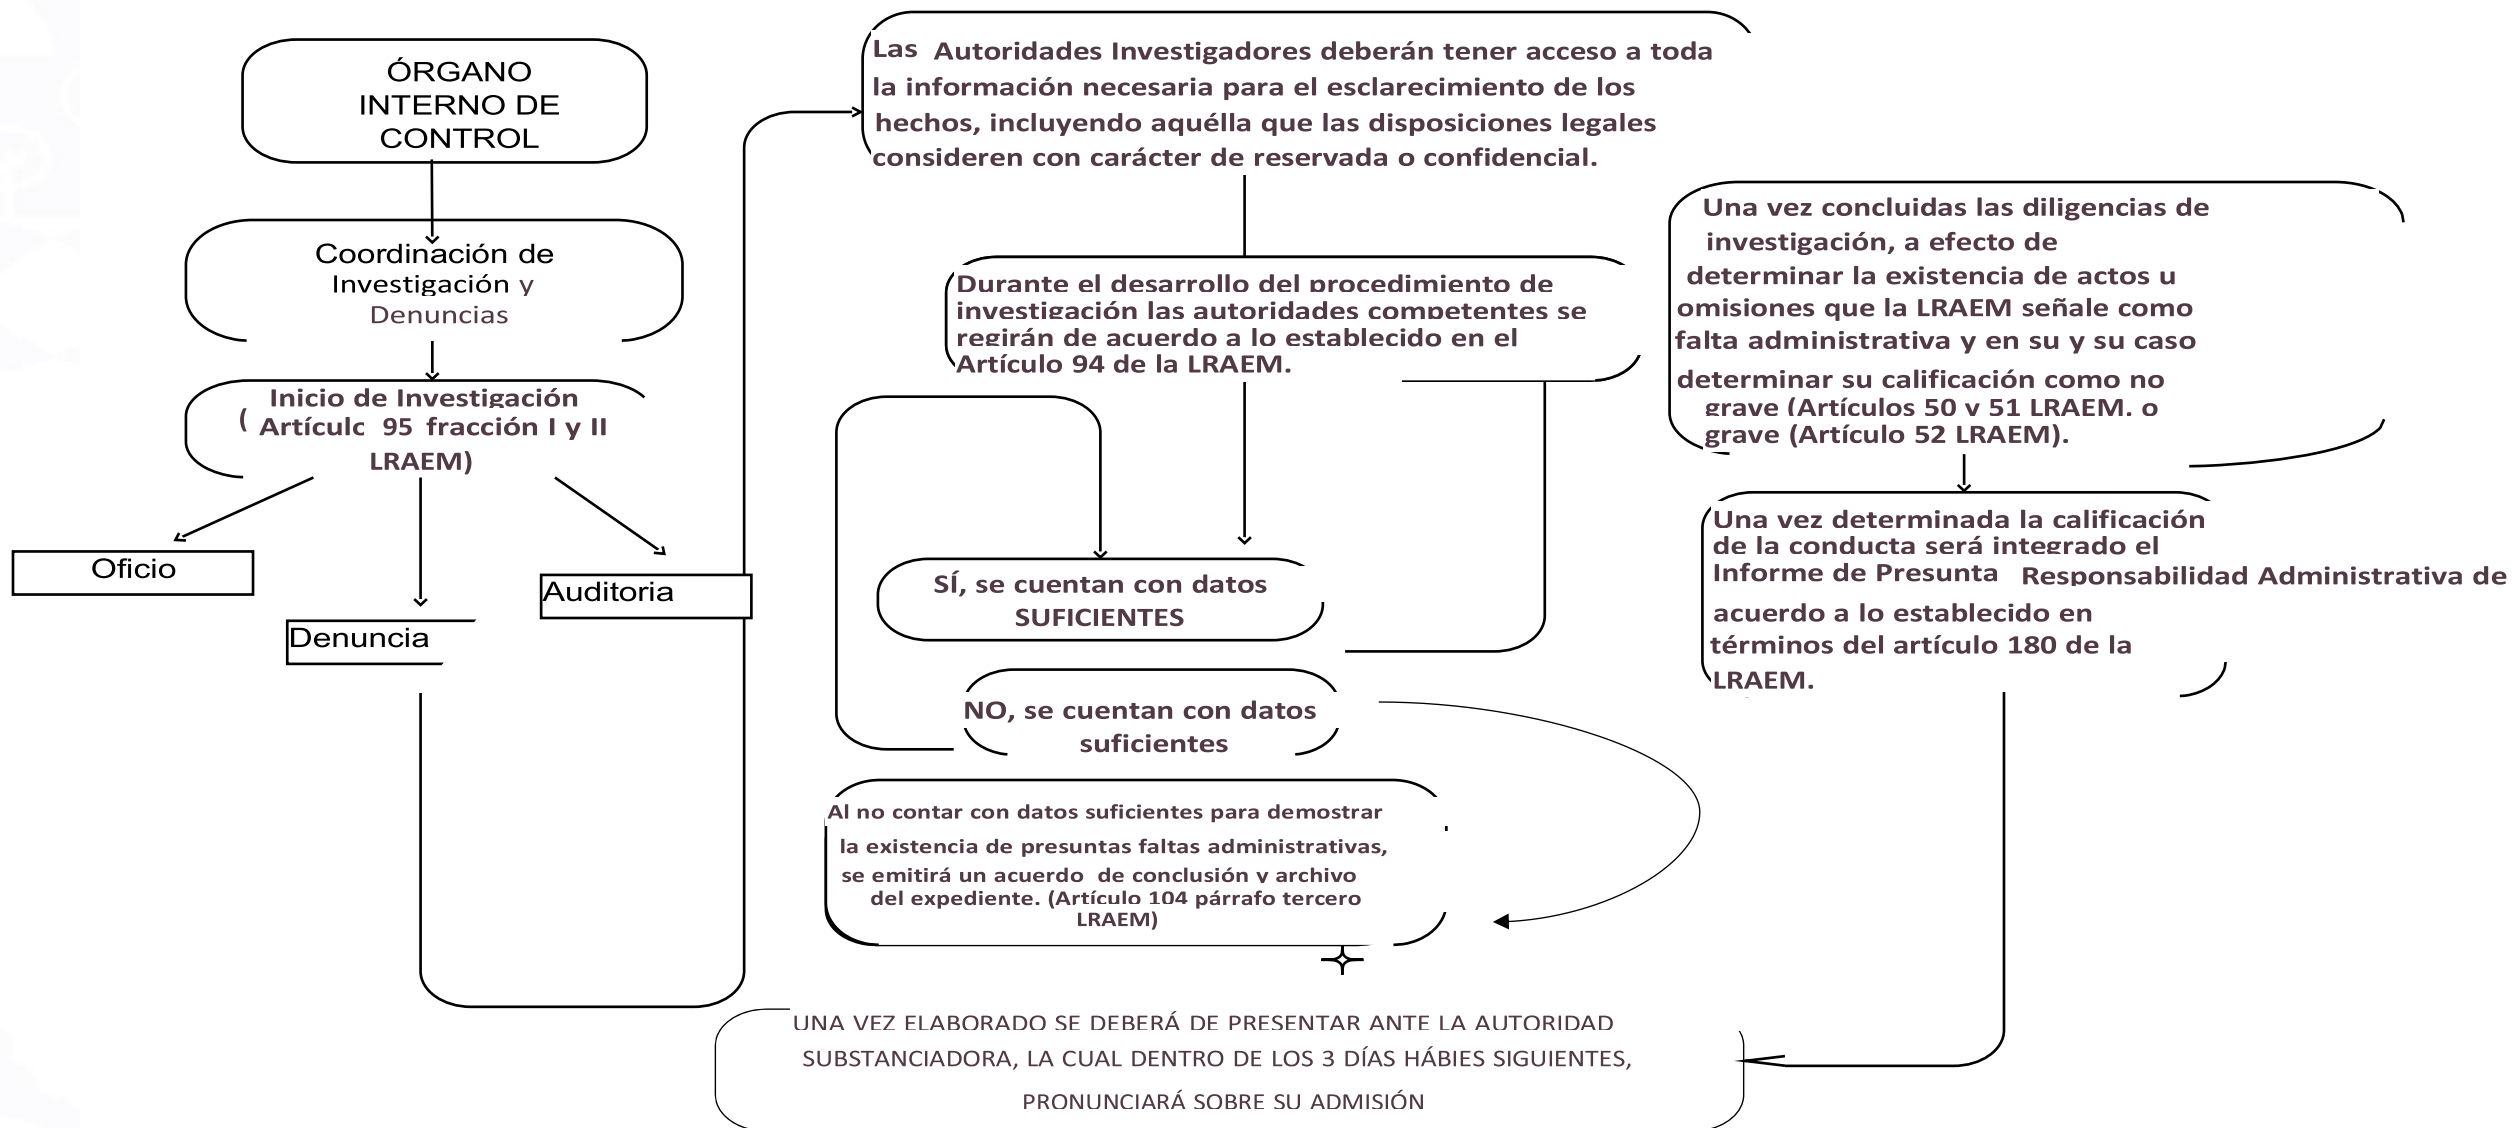 ÓRGANO
INTERNO DE
CONTROL
Coordinación de
Investigación y
Denuncias
Inicio de Investigación
( Artículo 95 fracción I y II
LRAEM)
Oficio
Denuncia
Auditoria
Las Autoridades Investigadores deberán tener acceso a toda
la información necesaria para el esclarecimiento de los
hechos, incluyendo aquélla que las disposiciones legales
consideren con carácter de reservada o confidencial.
Durante el desarrollo del procedimiento de
investigación las autoridades competentes se
regirán de acuerdo a lo establecido en el
Artículo 94 de la LRAEM.
SÍ, se cuentan con datos
SUFICIENTES
NO, se cuentan con datos
suficientes
Al no contar con datos suficientes para demostrar
la existencia de presuntas faltas administrativas,
se emitirá un acuerdo de conclusión y archivo
del expediente. (Artículo 104 párrafo tercero
LRAEM)
Una vez concluidas las diligencias de
investigación, a efecto de
determinar la existencia de actos u
omisiones que la LRAEM señale como
falta administrativa y en su y su caso
determinar su calificación como no
grave (Artículos 50 y 51 LRAEM. o
grave (Artículo 52 LRAEM).
Una vez determinada la calificación
de la conducta será integrado el
Informe de Presunta Responsabilidad Administrativa de
acuerdo a lo establecido en
términos del artículo 180 de la
LRAEM.
UNA VEZ ELABORADO SE DEBERÁ DE PRESENTAR ANTE LA AUTORIDAD
SUBSTANCIADORA, LA CUAL DENTRO DE LOS 3 DÍAS HÁBIES SIGUIENTES,
PRONUNCIARÁ SOBRE SU ADMISIÓN